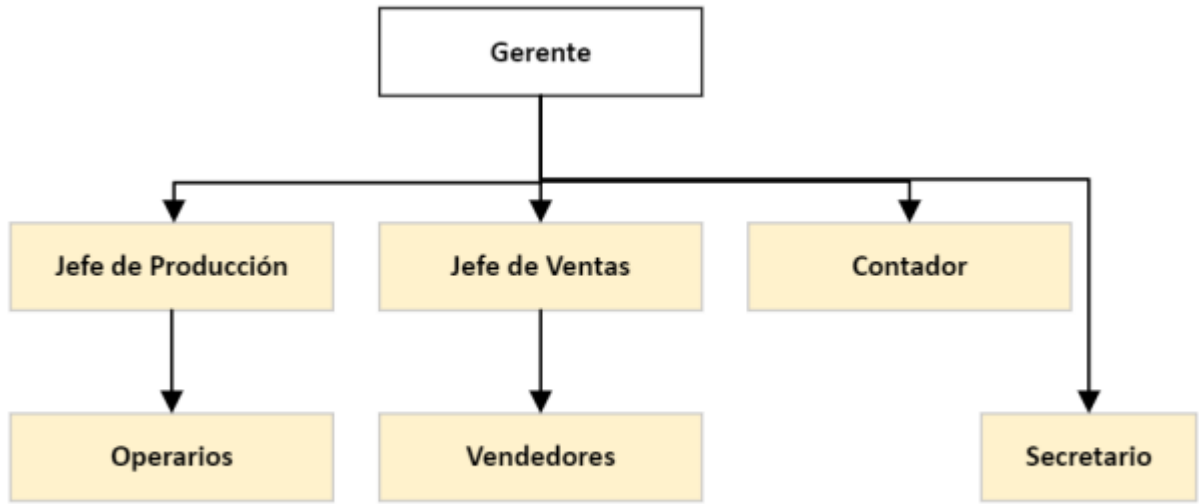 Gerente
Jefe de Producción
Jefe de Ventas
Contador
Operarios
Vendedores
Secretario